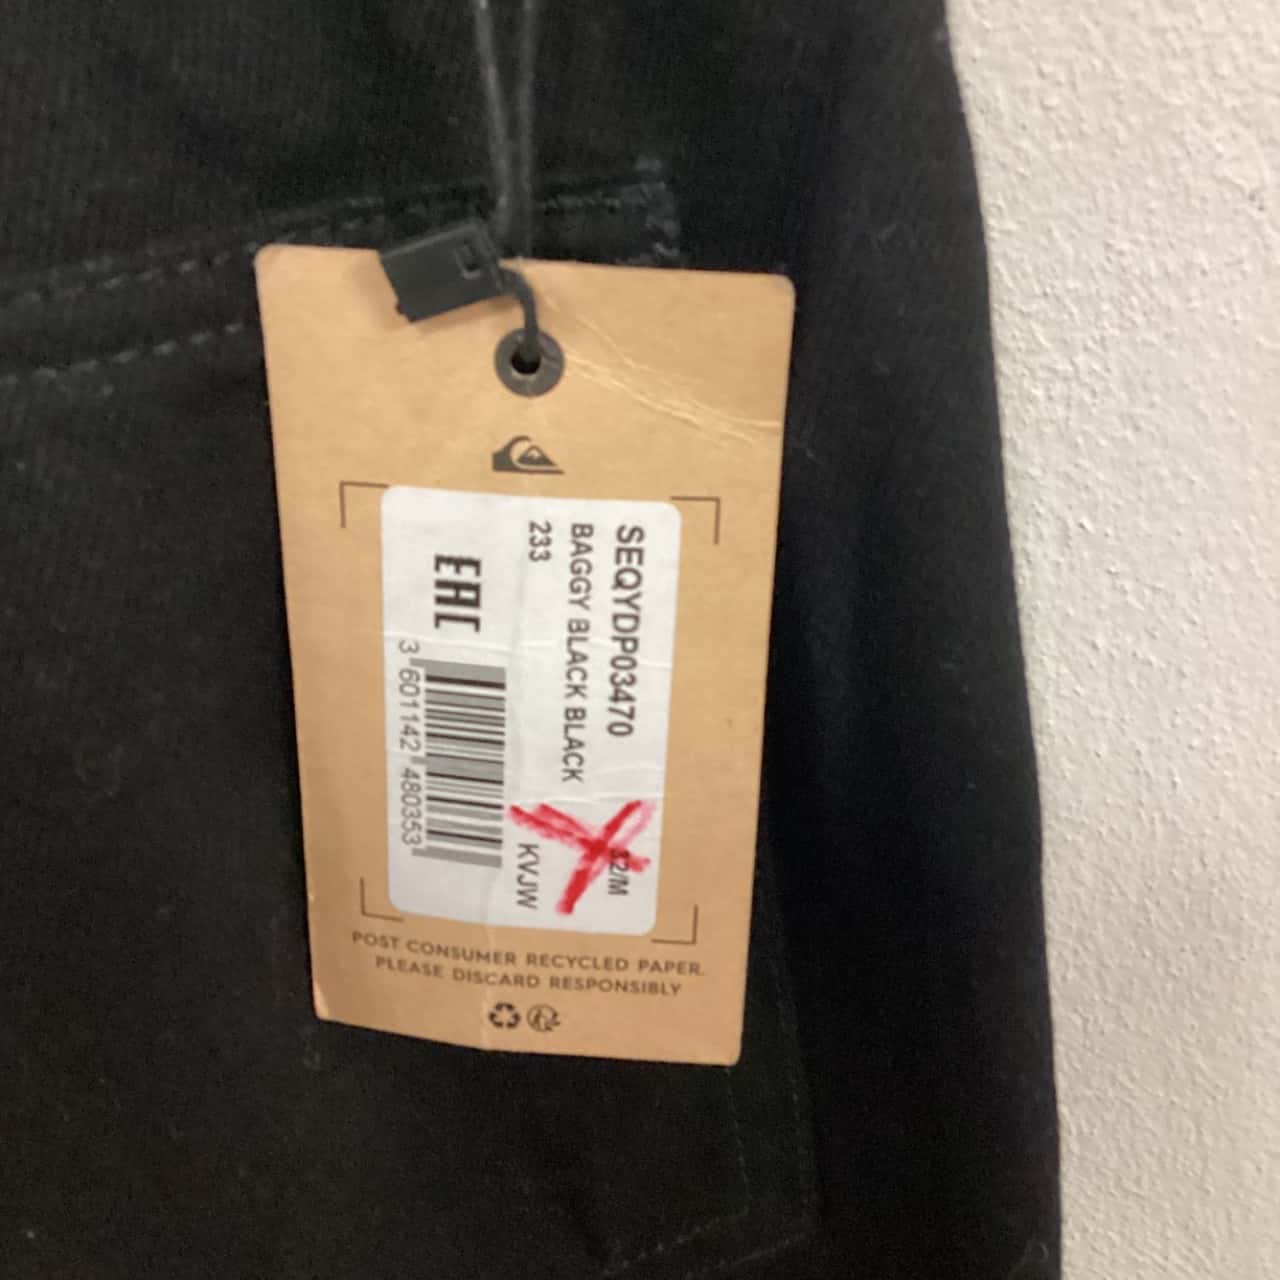 SEQYDP03470
32/M
BAGGY BLACK BLACK
233
KVJW
EAC
3 601142 480353
POST CONSUMER RECYCLED PAPER.
PLEASE DISCARD RESPONSIBLY